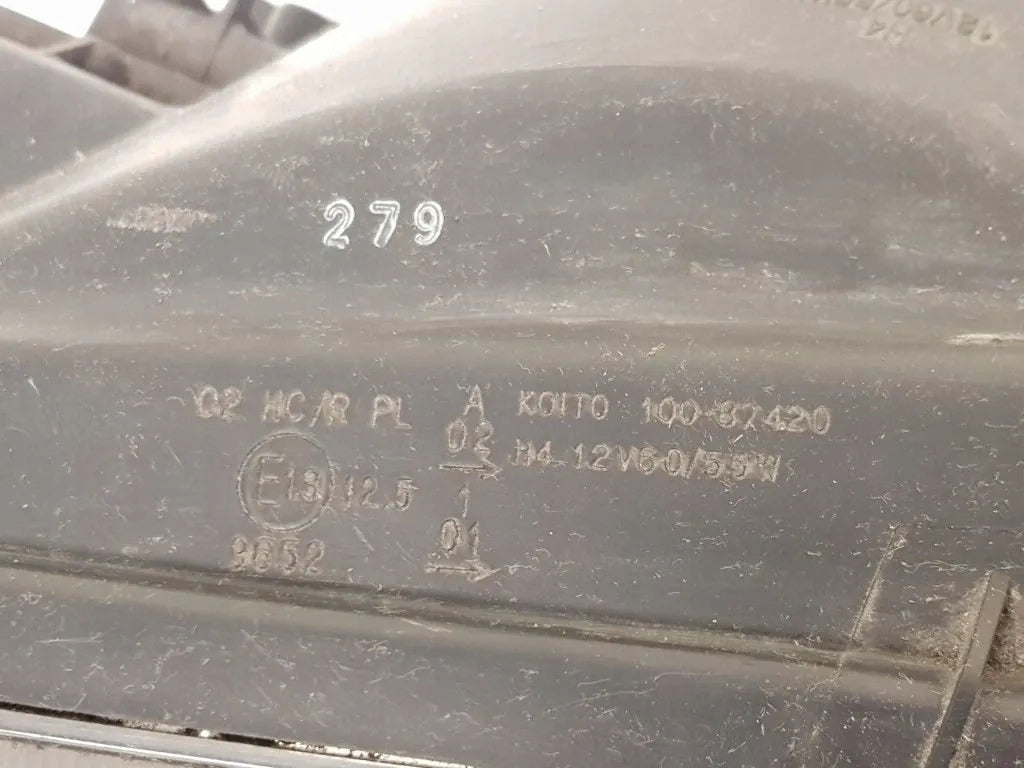 279
02 HC/R PL A KOITO 100-87420
02 H4 12V60/55W
E13 12.5 1
9652 01